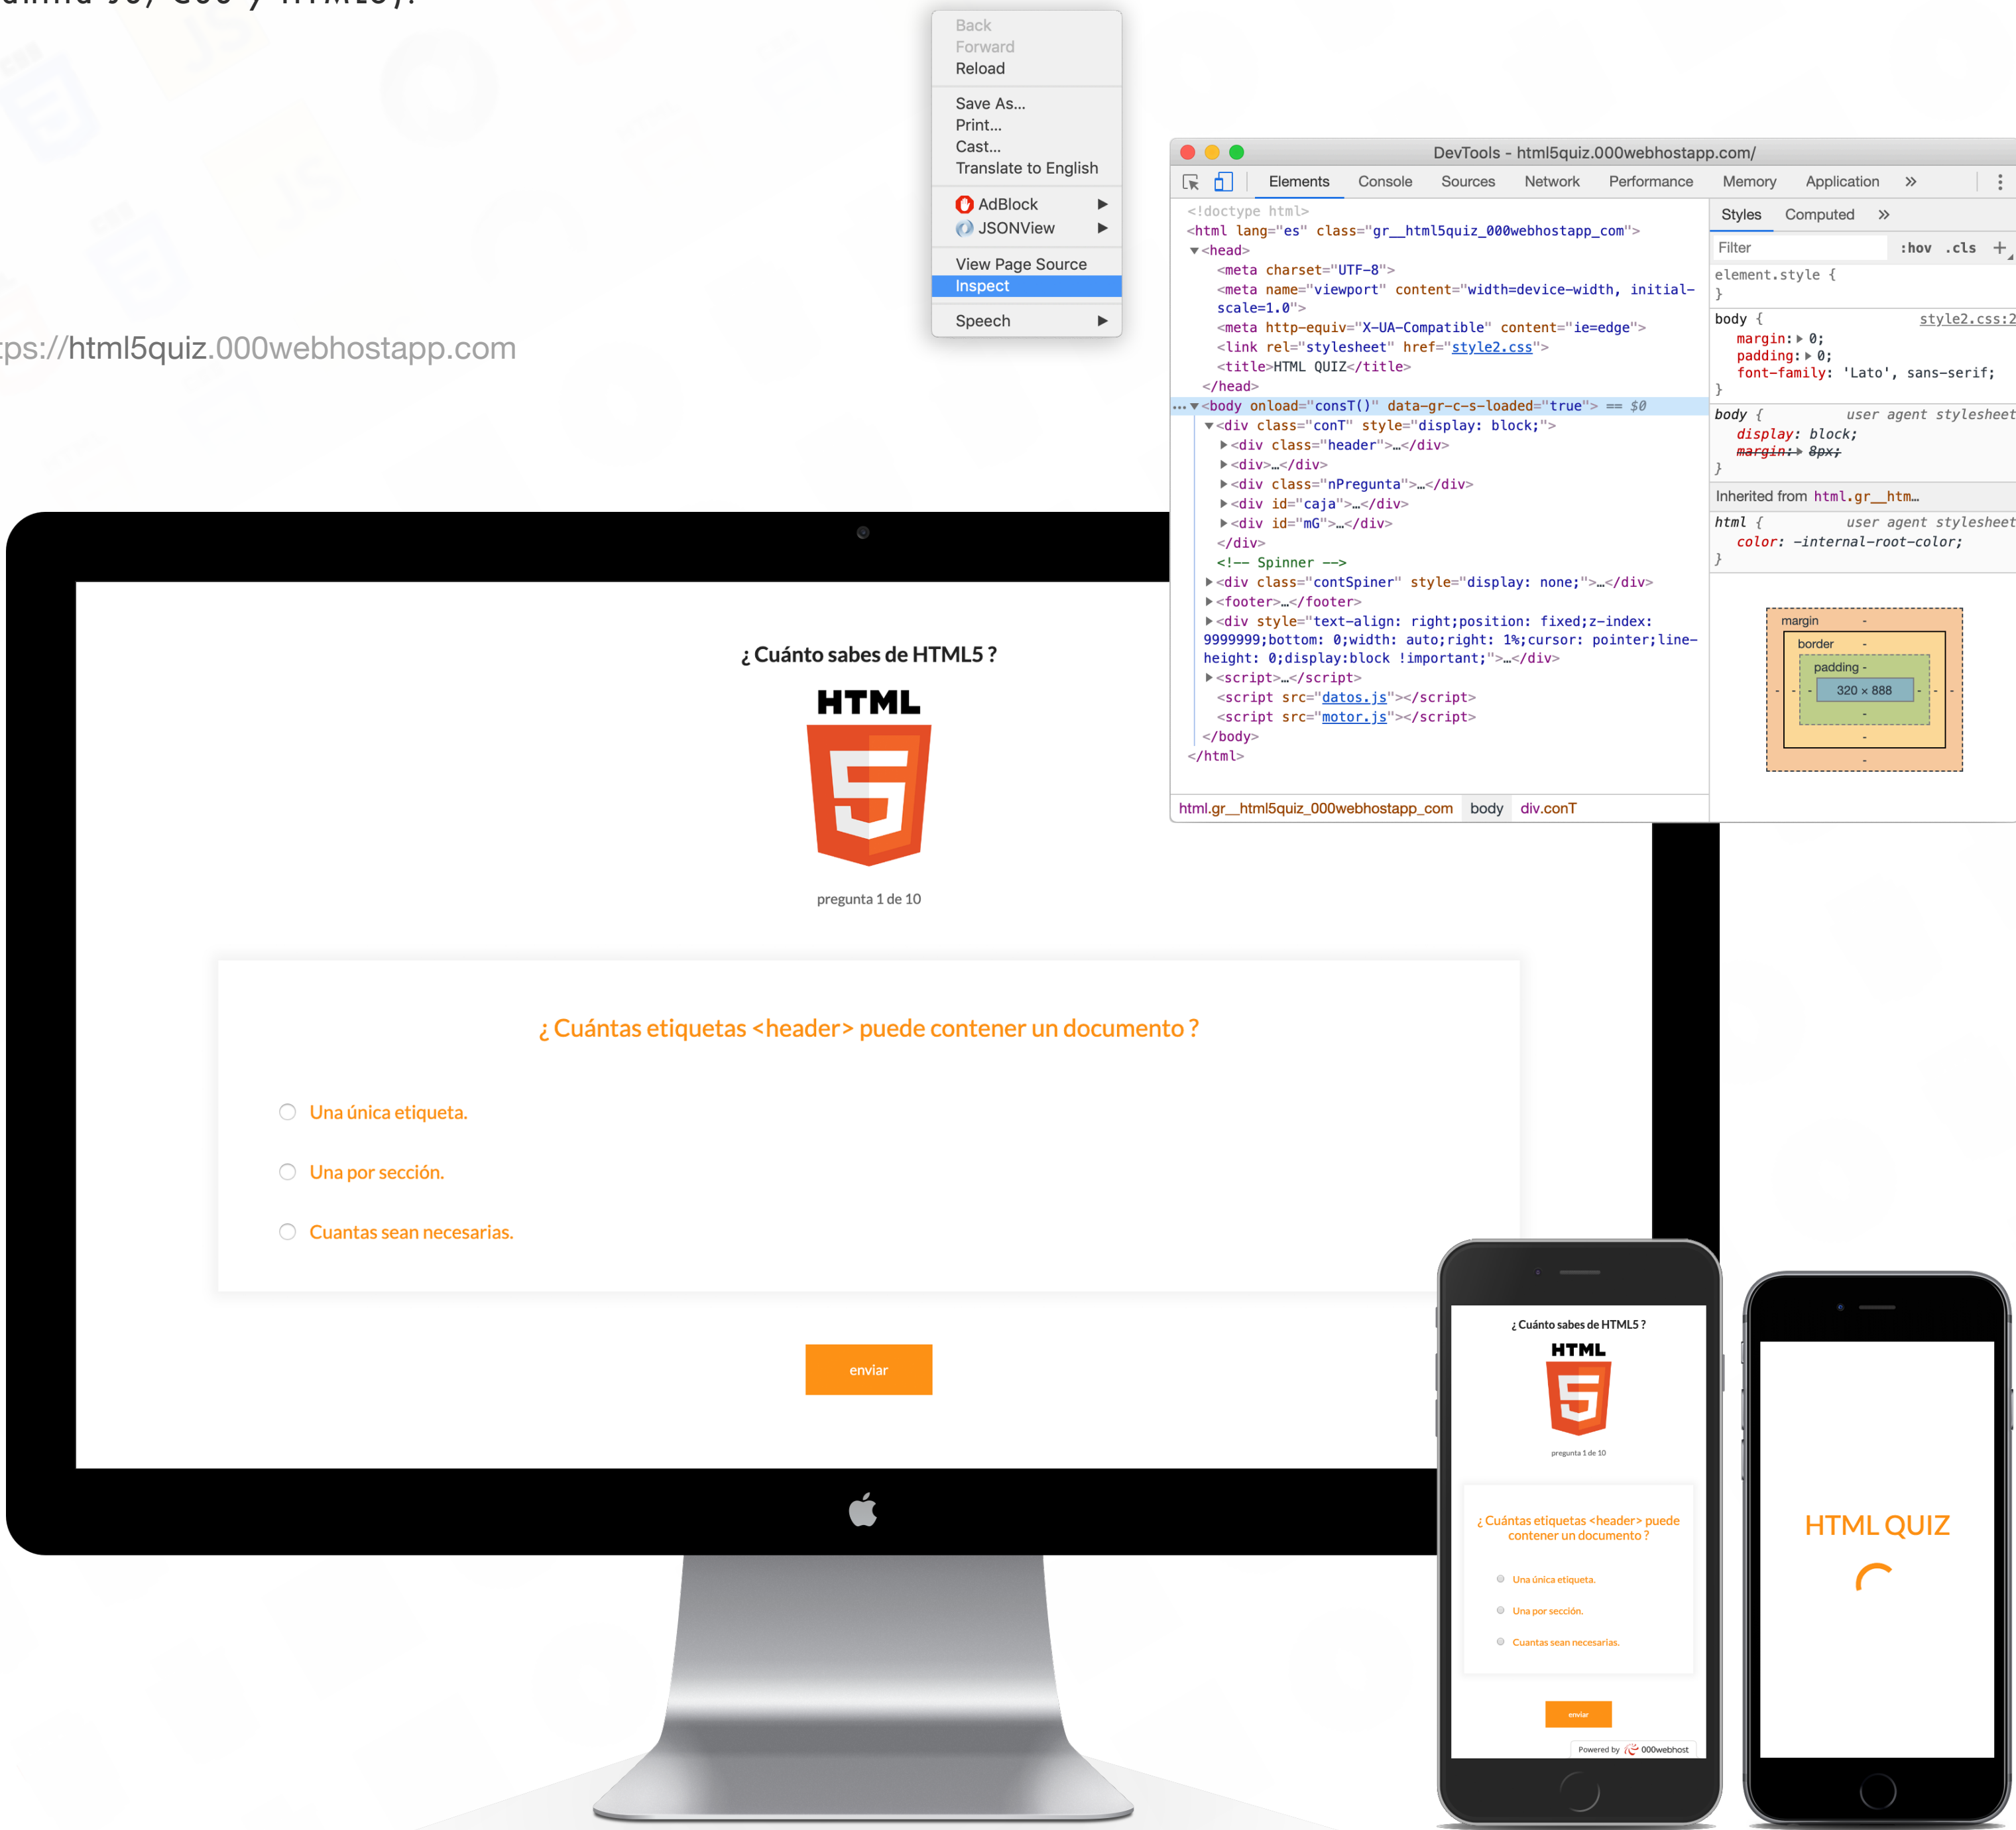 JS, CSS y HTML5).
Back
Forward
Reload
Save As...
Print...
Cast...
Translate to English
AdBlock
JSONView
View Page Source
Inspect
Speech
ps://html5quiz.000webhostapp.com
DevTools - html5quiz.000webhostapp.com/
Elements Console Sources Network Performance Memory Application »
<!doctype html>
<html lang="es" class="gr__html5quiz_000webhostapp_com">
▼<head>
<meta charset="UTF-8">
<meta name="viewport" content="width=device-width, initial-
scale=1.0">
<meta http-equiv="X-UA-Compatible" content="ie=edge">
<link rel="stylesheet" href="style2.css">
<title>HTML QUIZ</title>
</head>
...▼<body onload="consT()" data-gr-c-s-loaded="true"> == $0
▼<div class="conT" style="display: block;">
▶<div class="header">…</div>
▶<div>…</div>
▶<div class="nPregunta">…</div>
▶<div id="caja">…</div>
▶<div id="mG">…</div>
</div>
<!-- Spinner -->
▶<div class="contSpiner" style="display: none;">…</div>
▶<footer>…</footer>
▶<div style="text-align: right;position: fixed;z-index:
9999999;bottom: 0;width: auto;right: 1%;cursor: pointer;line-
height: 0;display:block !important;">…</div>
▶<script>…</script>
<script src="datos.js"></script>
<script src="motor.js"></script>
</body>
</html>
html.gr__html5quiz_000webhostapp_com body div.conT
Styles Computed »
Filter :hov .cls +
element.style {
}
body { style2.css:2
margin:▶ 0;
padding:▶ 0;
font-family: 'Lato', sans-serif;
}
body { user agent stylesheet
display: block;
margin:▶ 8px;
}
Inherited from html.gr__htm…
html { user agent stylesheet
color: -internal-root-color;
}
margin -
border -
padding -
- - - 320 × 888 - - -
-
-
-
¿ Cuánto sabes de HTML5 ?
HTML
5
pregunta 1 de 10
¿ Cuántas etiquetas <header> puede contener un documento ?
Una única etiqueta.
Una por sección.
Cuantas sean necesarias.
enviar
¿ Cuánto sabes de HTML5 ?
HTML
5
pregunta 1 de 10
¿ Cuántas etiquetas <header> puede
contener un documento ?
Una única etiqueta.
Una por sección.
Cuantas sean necesarias.
enviar
Powered by 000webhost
HTML QUIZ